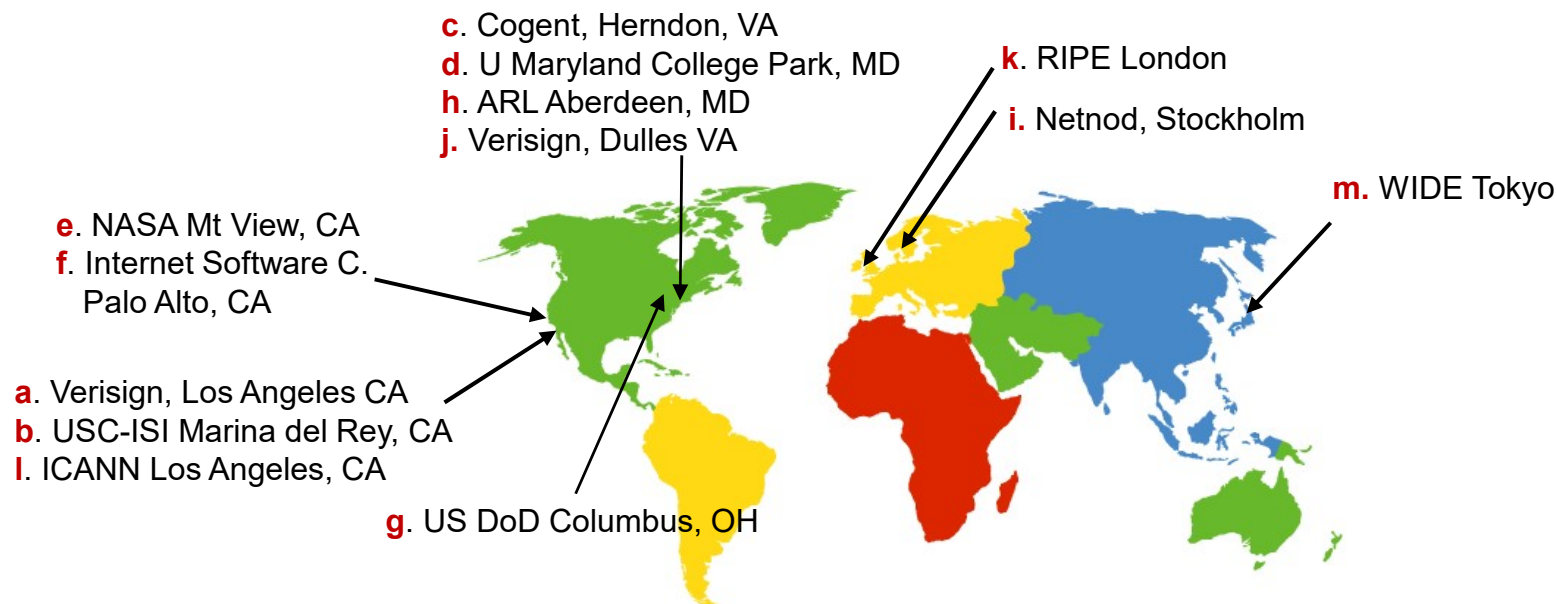 c. Cogent, Herndon, VA
d. U Maryland College Park, MD
h. ARL Aberdeen, MD
j. Verisign, Dulles VA
k. RIPE London
i. Netnod, Stockholm
m. WIDE Tokyo
e. NASA Mt View, CA
f. Internet Software C.
Palo Alto, CA
a. Verisign, Los Angeles CA
b. USC-ISI Marina del Rey, CA
l. ICANN Los Angeles, CA
g. US DoD Columbus, OH